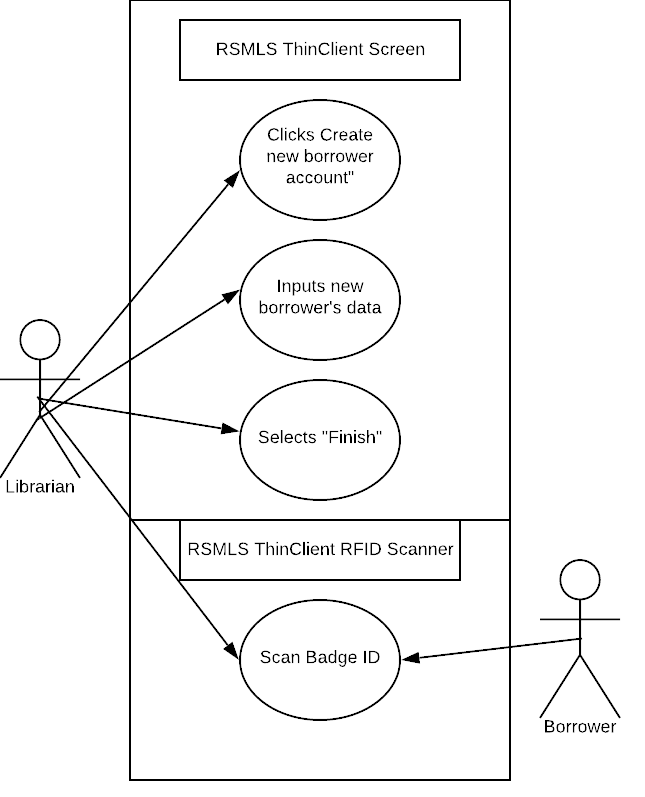 RSMLS ThinClient Screen
Clicks Create
new borrower
account"
Inputs new
borrower's data
Selects "Finish"
Librarian
RSMLS ThinClient RFID Scanner
Scan Badge ID
Borrower